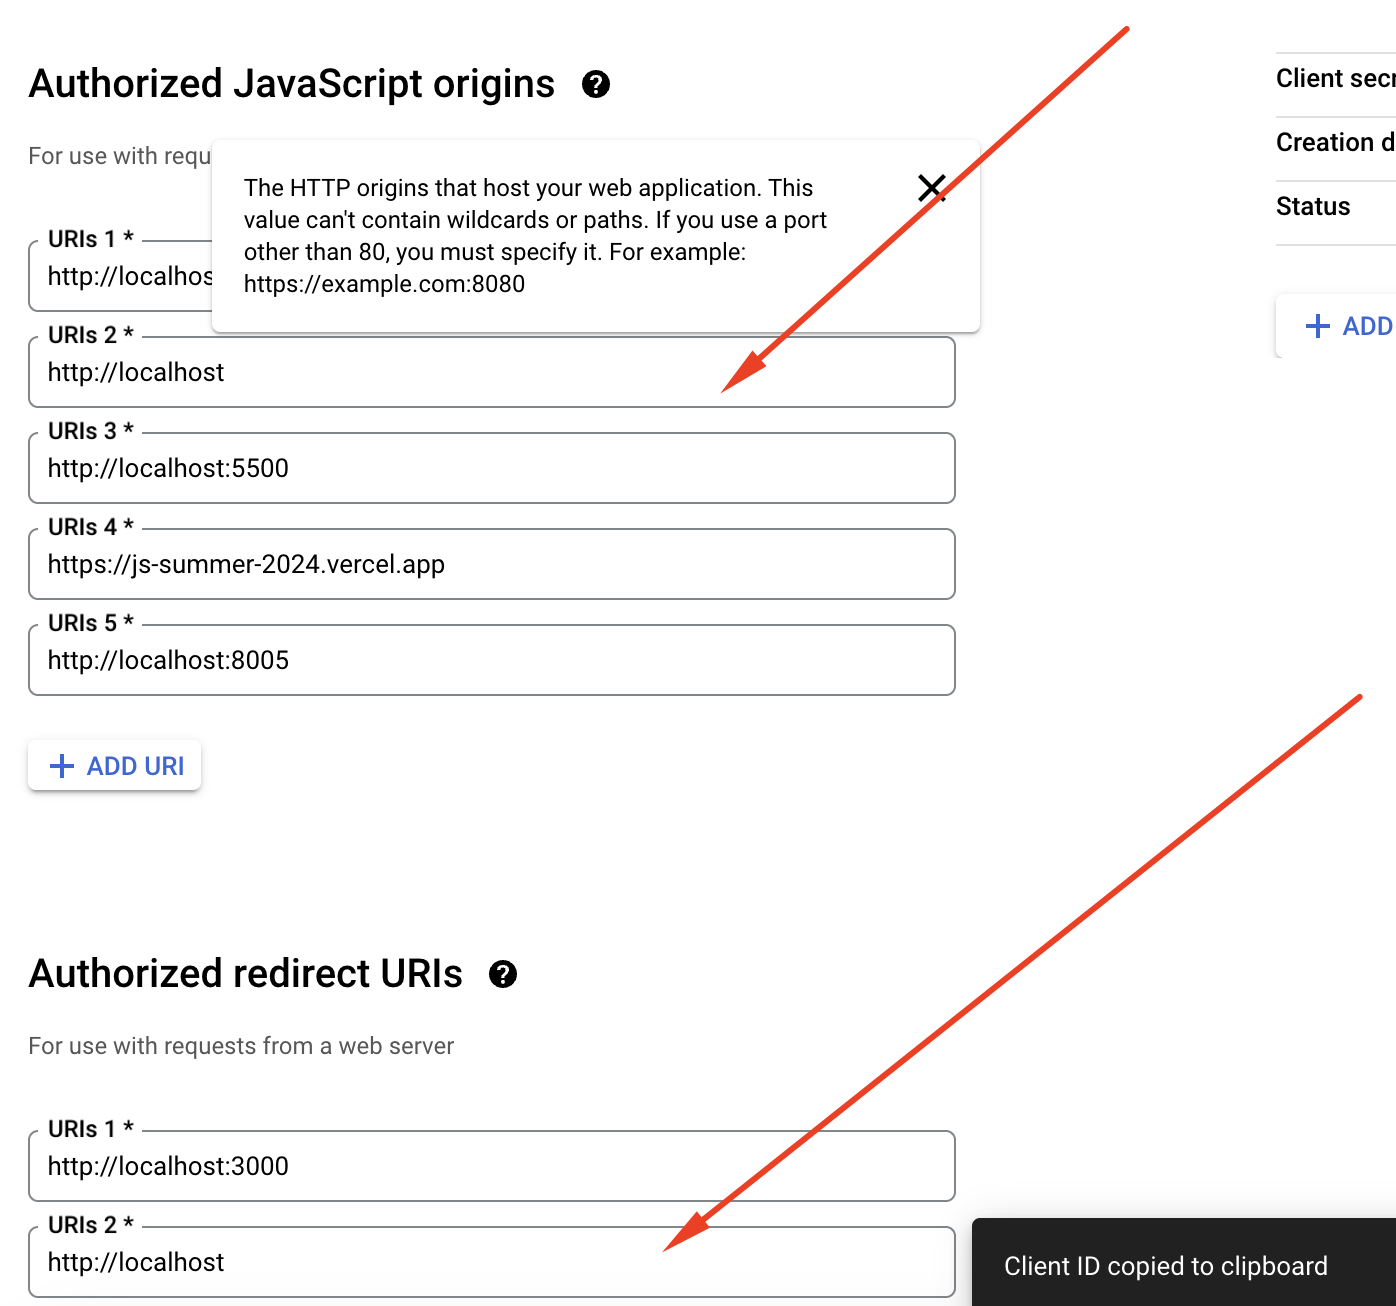 Authorized JavaScript origins
For use with requ
The HTTP origins that host your web application. This
value can't contain wildcards or paths. If you use a port
other than 80, you must specify it. For example:
https://example.com:8080
URIs 1 *
http://localhos
URIs 2 *
http://localhost
URIs 3 *
http://localhost:5500
URIs 4 *
https://js-summer-2024.vercel.app
URIs 5 *
http://localhost:8005
ADD URI
Authorized redirect URIs
For use with requests from a web server
URIs 1 *
http://localhost:3000
URIs 2 *
http://localhost
Client secr
Creation d
Status
ADD
Client ID copied to clipboard